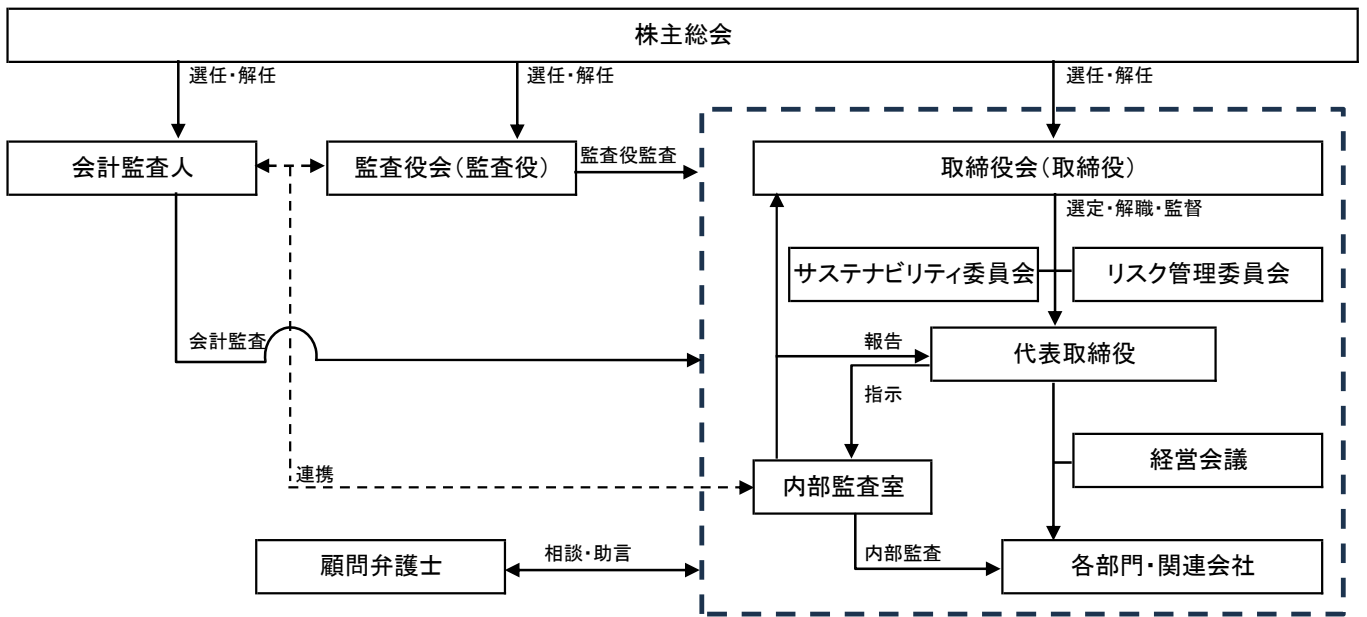 株主総会
選任・解任
選任・解任
選任・解任
会計監査人
監査役会(監査役)
監査役監査
取締役会(取締役)
選定・解職・監督
サステナビリティ委員会
リスク管理委員会
会計監査
報告
代表取締役
指示
経営会議
連携
内部監査室
顧問弁護士
相談・助言
内部監査
各部門・関連会社